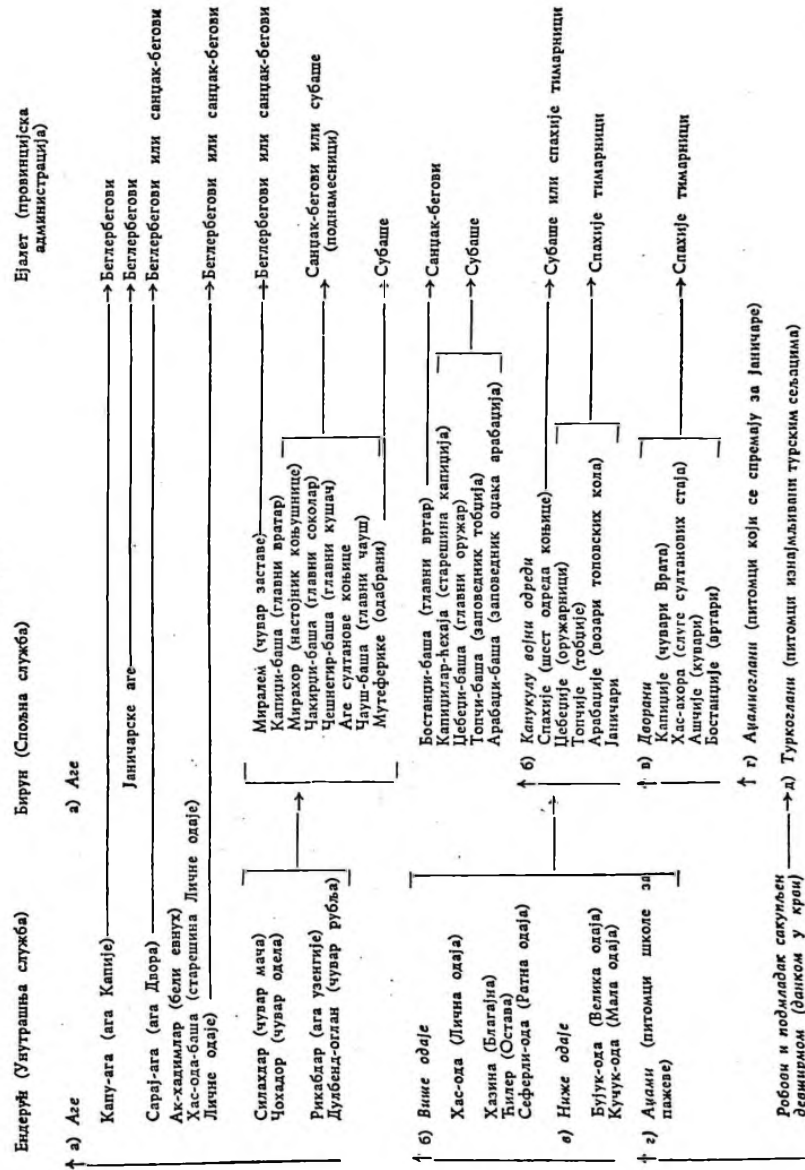 Ендерун (Унутрашња служба)
а) Аге
Капу-ага (ага Капије)
Сарај-ага (ага Двора)
Ак-хадимлар (бели евнух)
Хас-ода-баша (старешина Личне одаје)
Личне одаје)
Силахдар (чувар мача)
Чохадор (чувар одела)
Рикабдар (ага узенгије)
Дулбенд-оглан (чувар рубља)
б) Више одаје
Хас-ода (Лична одаја)
Хазина (Благајна)
Ћилер (Остава)
Сеферли-ода (Ратна одаја)
в) Ниже одаје
Бујук-ода (Велика одаја)
Кучук-ода (Мала одаја)
г) Аџами (питомци школе за
пажеве)
Робови и подмладак сакупљен
девширмом (данком у крви)
Бирун (Спољна служба)
а) Аге
Јаничарске аге
Миралем (чувар заставе)
Капиџи-баша (главни вратар)
Мирахор (настојник коњушнице)
Чакирџи-баша (главни соколар)
Чешнегир-баша (главни кушач)
Аге султанове коњице
Чауш-баша (главни чауш)
Мутеферике (одабрани)
Бостанџи-баша (главни вртар)
Капиџилар-ћехаја (старешина капиџија)
Џебеџи-баша (главни оружар)
Топчи-баша (заповедник тобџија)
Арабаџи-баша (заповедник оџака арабаџија)
б) Капукулу војни одреди
Спахије (шест одреда коњице)
Џебеџије (оружарници)
Топчије (тобџије)
Арабаџије (возари топовских кола)
Јаничари
в) Дворани
Капиџије (чувари Врата)
Хас-ахора (слуге султанових стаја)
Ашчије (кувари)
Бостанџије (вртари)
г) Аџамиоглани (питомци који се спремају за јаничаре)
д) Туркоглани (питомци изнајмљивани турским сељацима)
Ејалет (провинцијска
администрација)
Беглербегови
Беглербегови
Беглербегови или санџак-бегови
Беглербегови или санџак-бегови
Беглербегови или санџак-бегови
Санџак-бегови или субаше
(поднамесници)
Субаше
Санџак-бегови
Субаше
Субаше или спахије тимарници
Спахије тимарници
Спахије тимарници